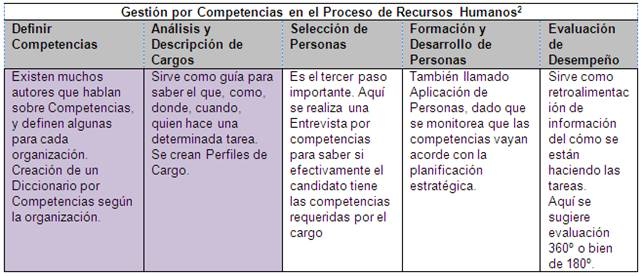 Gestión por Competencias en el Proceso de Recursos Humanos²
Definir
Competencias
Análisis y
Descripción de
Cargos
Selección de
Personas
Formación y
Desarrollo de
Personas
Evaluación
de
Desempeño
Existen muchos
autores que hablan
sobre Competencias,
y definen algunas
para cada
organización.
Creación de un
Diccionario por
Competencias según
la organización.
Sirve como guía para
saber el que, como,
donde, cuando,
quien hace una
determinada tarea.
Se crean Perfiles de
Cargo.
Es el tercer paso
importante. Aquí
se realiza una
Entrevista por
competencias
para saber si
efectivamente el
candidato tiene
las competencias
requeridas por el
cargo
También llamado
Aplicación de
Personas, dado que
se monitorea que las
competencias vayan
acorde con la
planificación
estratégica.
Sirve como
retroalimentac
ión de
información
del cómo se
están
haciendo las
tareas.
Aquí se
sugiere
evaluación
360º o bien
de 180º.